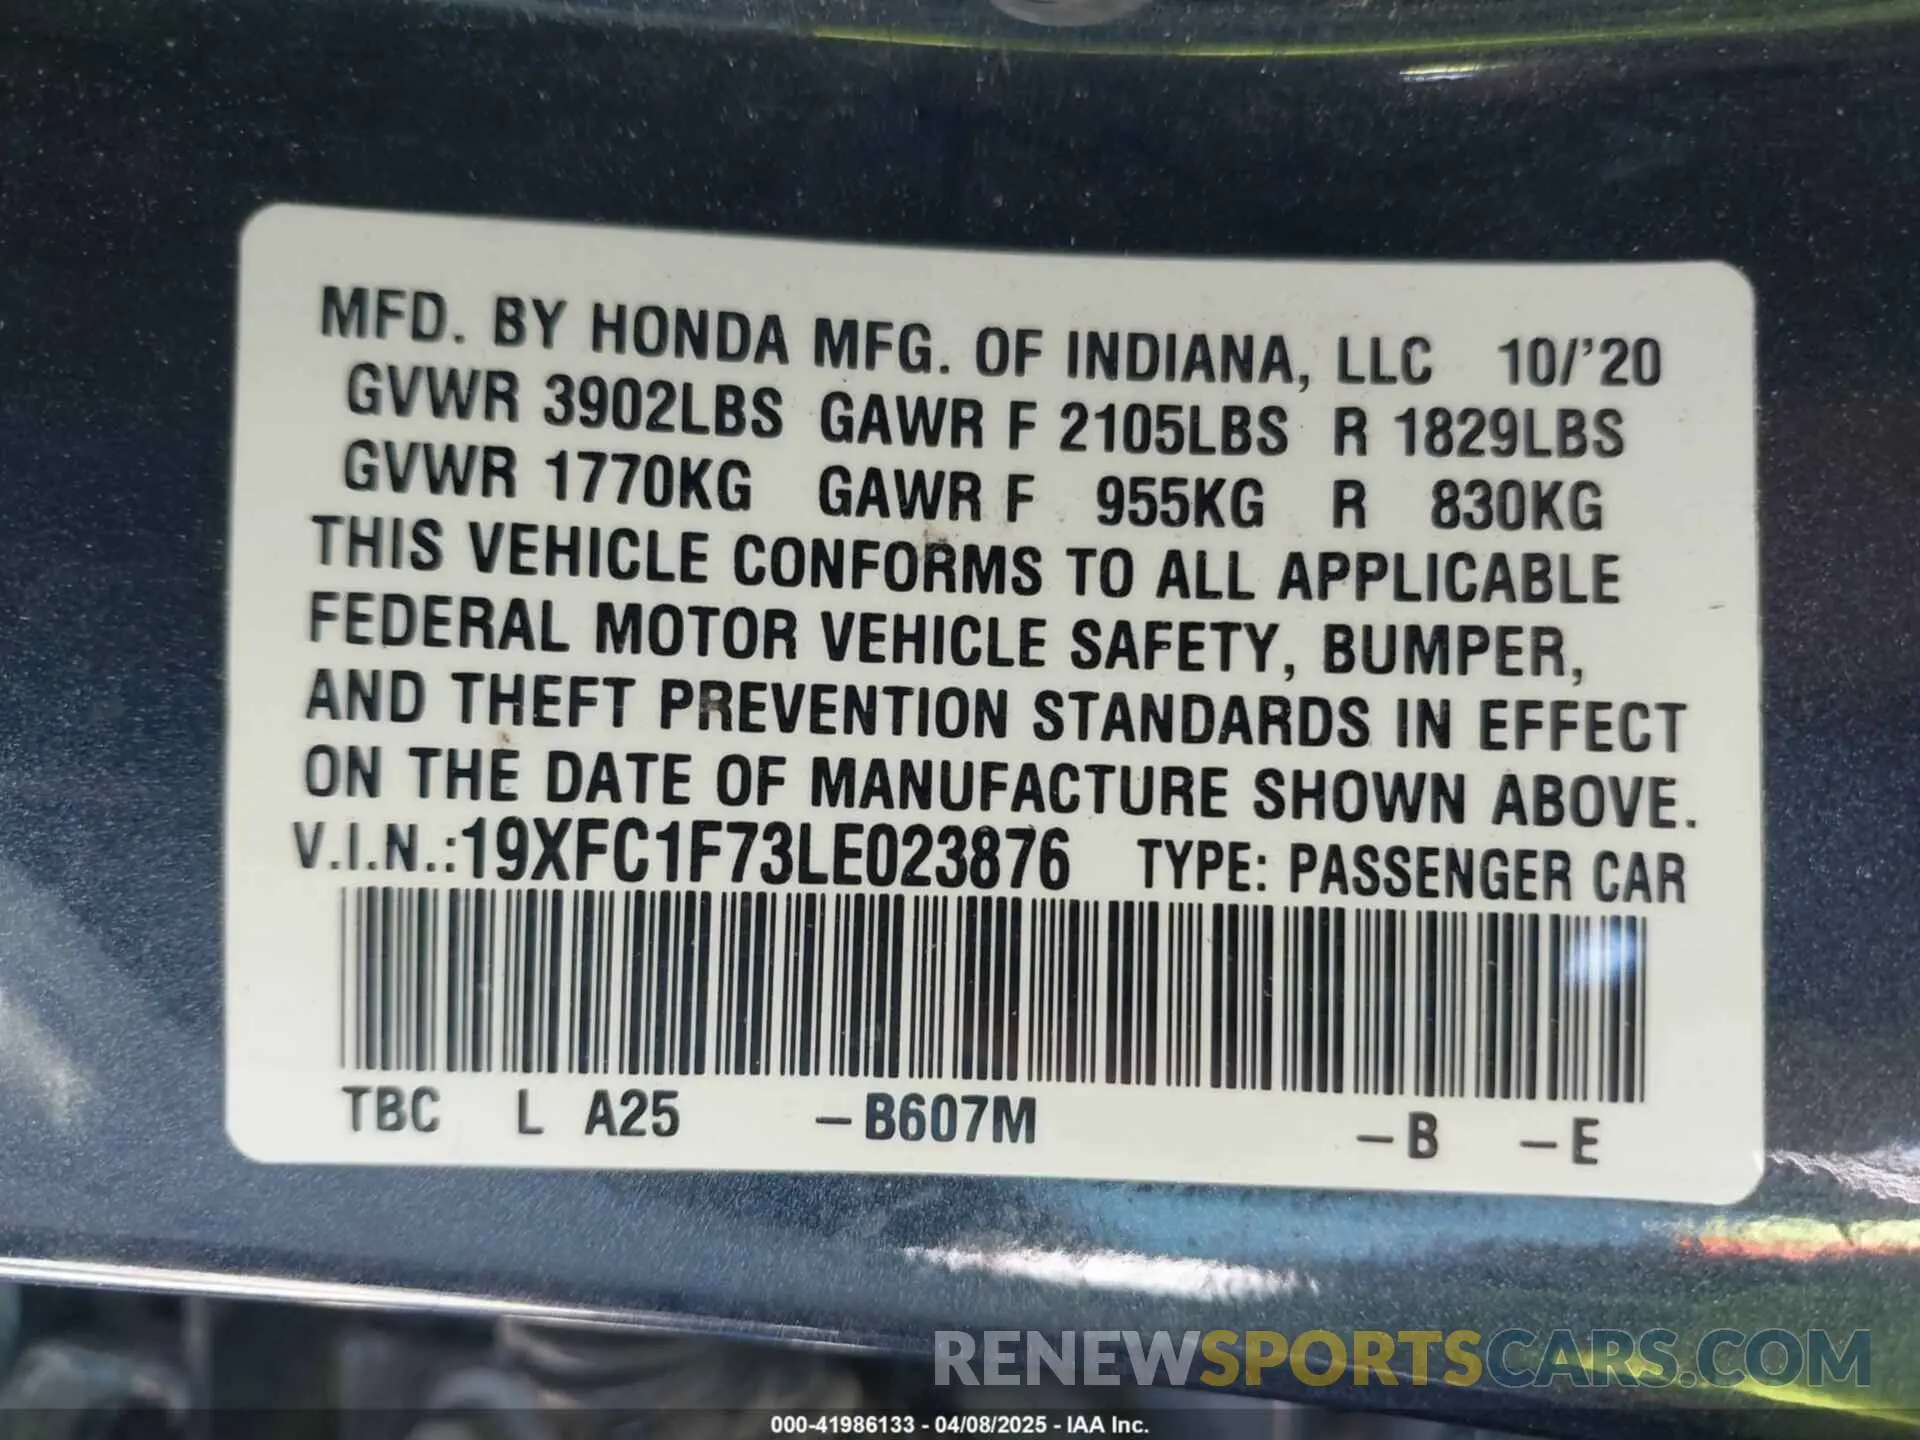 MFD. BY HONDA MFG. OF INDIANA, LLC 10/'20
GVWR 3902LBS GAWR F 2105LBS R 1829LBS
GVWR 1770KG GAWR F 955KG R 830KG
THIS VEHICLE CONFORMS TO ALL APPLICABLE
FEDERAL MOTOR VEHICLE SAFETY, BUMPER,
AND THEFT PREVENTION STANDARDS IN EFFECT
ON THE DATE OF MANUFACTURE SHOWN ABOVE.
V.I.N.:19XFC1F73LE023876 TYPE: PASSENGER CAR
TBC L A25 –B607M –B –E
RENEWSPORTSCARS.COM
000-41986133 - 04/08/2025 - IAA Inc.